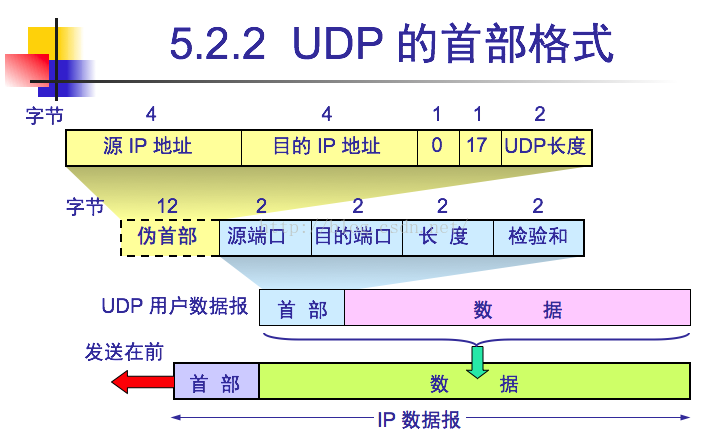 5.2.2 UDP 的首部格式
字节 4 4 1 1 2
源 IP 地址 目的 IP 地址 0 17 UDP长度
字节 12 2 2 2 2
伪首部 源端口 目的端口 长 度 检验和
UDP 用户数据报 首 部 数 据
发送在前
首 部 数 据
IP 数据报